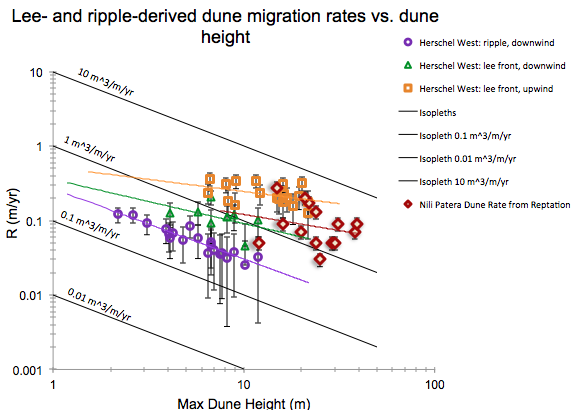 Lee- and ripple-derived dune migration rates vs. dune
height
Herschel West: ripple, downwind
Herschel West: lee front, downwind
Herschel West: lee front, upwind
Isopleths
Isopleth 0.1 m^3/m/yr
Isopleth 0.01 m^3/m/yr
Isopleth 10 m^3/m/yr
Nili Patera Dune Rate from Reptation
10
1
0.1
0.01
0.001
R (m/yr)
10 m^3/m/yr
1 m^3/m/yr
0.1 m^3/m/yr
0.01 m^3/m/yr
1
10
100
Max Dune Height (m)